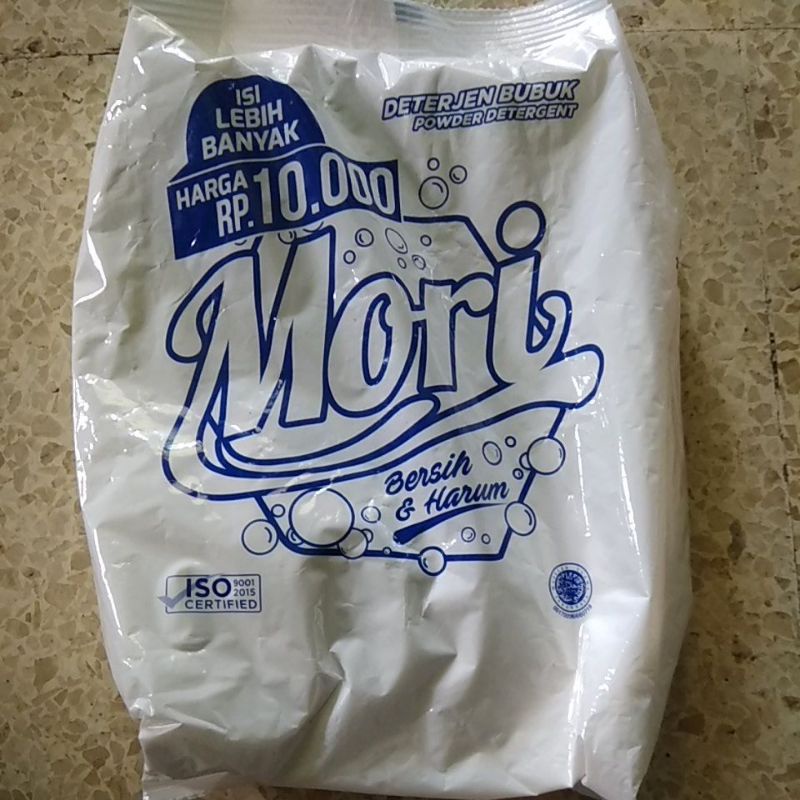 ISI
LEBIH
BANYAK
HARGA
RP.10.000
DETERJEN BUBUK
POWDER DETERGENT
Mori
Bersih
& Harum
ISO 9001
2015
CERTIFIED